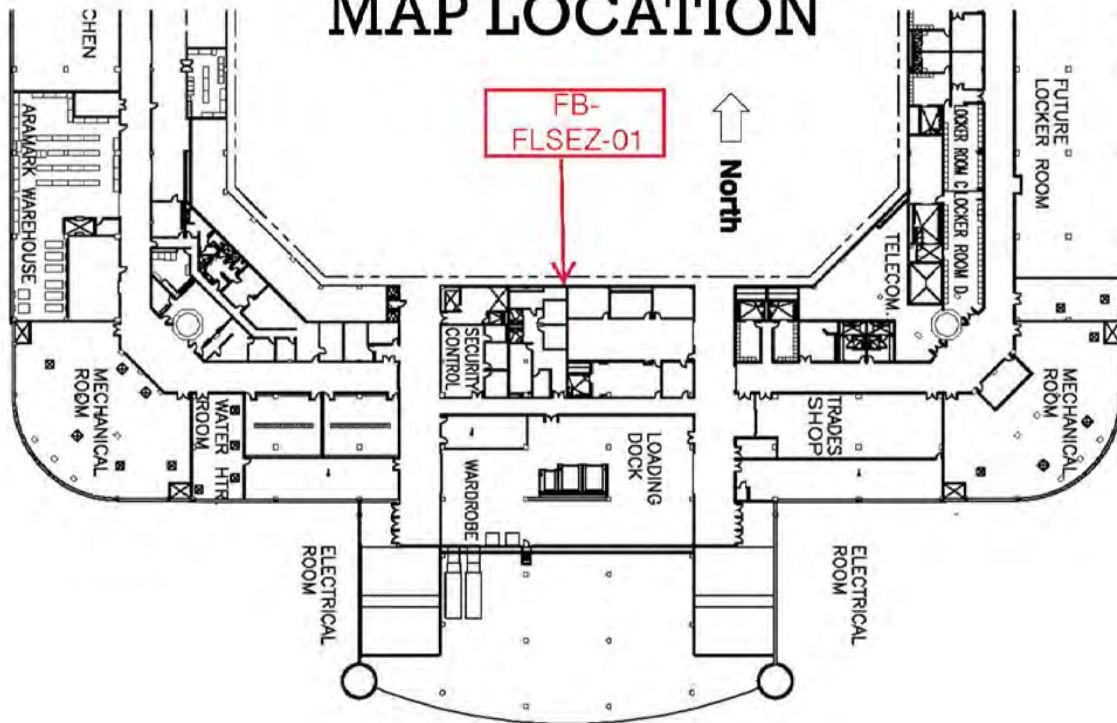 MAP LOCATION
FB-
FLSEZ-01
North
CHEN
ARAMARK WAREHOUSE
FUTURE
LOCKER ROOM
LOCKER ROOM C
LOCKER ROOM D
TELECOM.
SECURITY
CONTROL
MECHANICAL
ROOM
WATER HTR
ROOM
WARDROBE
LOADING
DOCK
TRADES
SHOP
MECHANICAL
ROOM
ELECTRICAL
ROOM
ELECTRICAL
ROOM